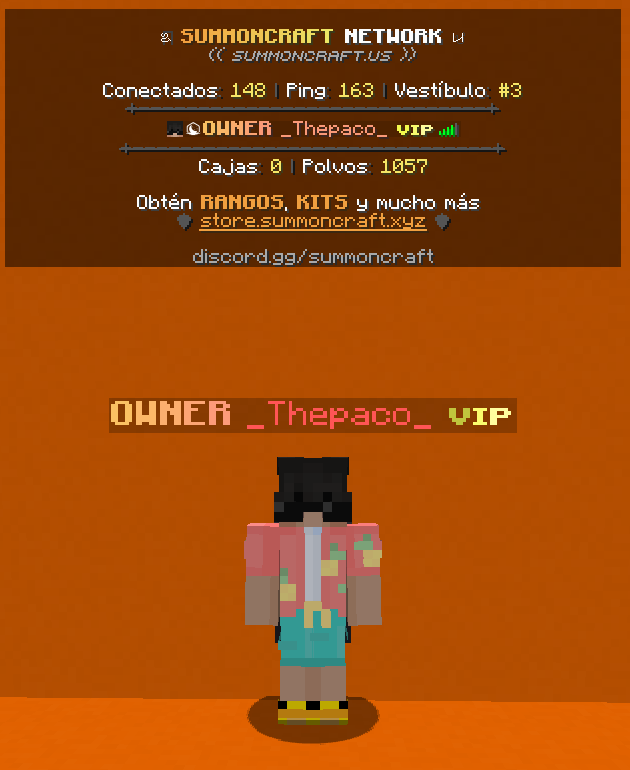 SUMMONCRAFT NETWORK
(( SUMMONCRAFT.US ))
Conectados: 148 | Ping: 163 | Vestíbulo: #3
OWNER _Thepaco_ VIP
Cajas: 0 | Polvos: 1057
Obtén RANGOS, KITS y mucho más
store.summoncraft.xyz
discord.gg/summoncraft
OWNER _Thepaco_ VIP